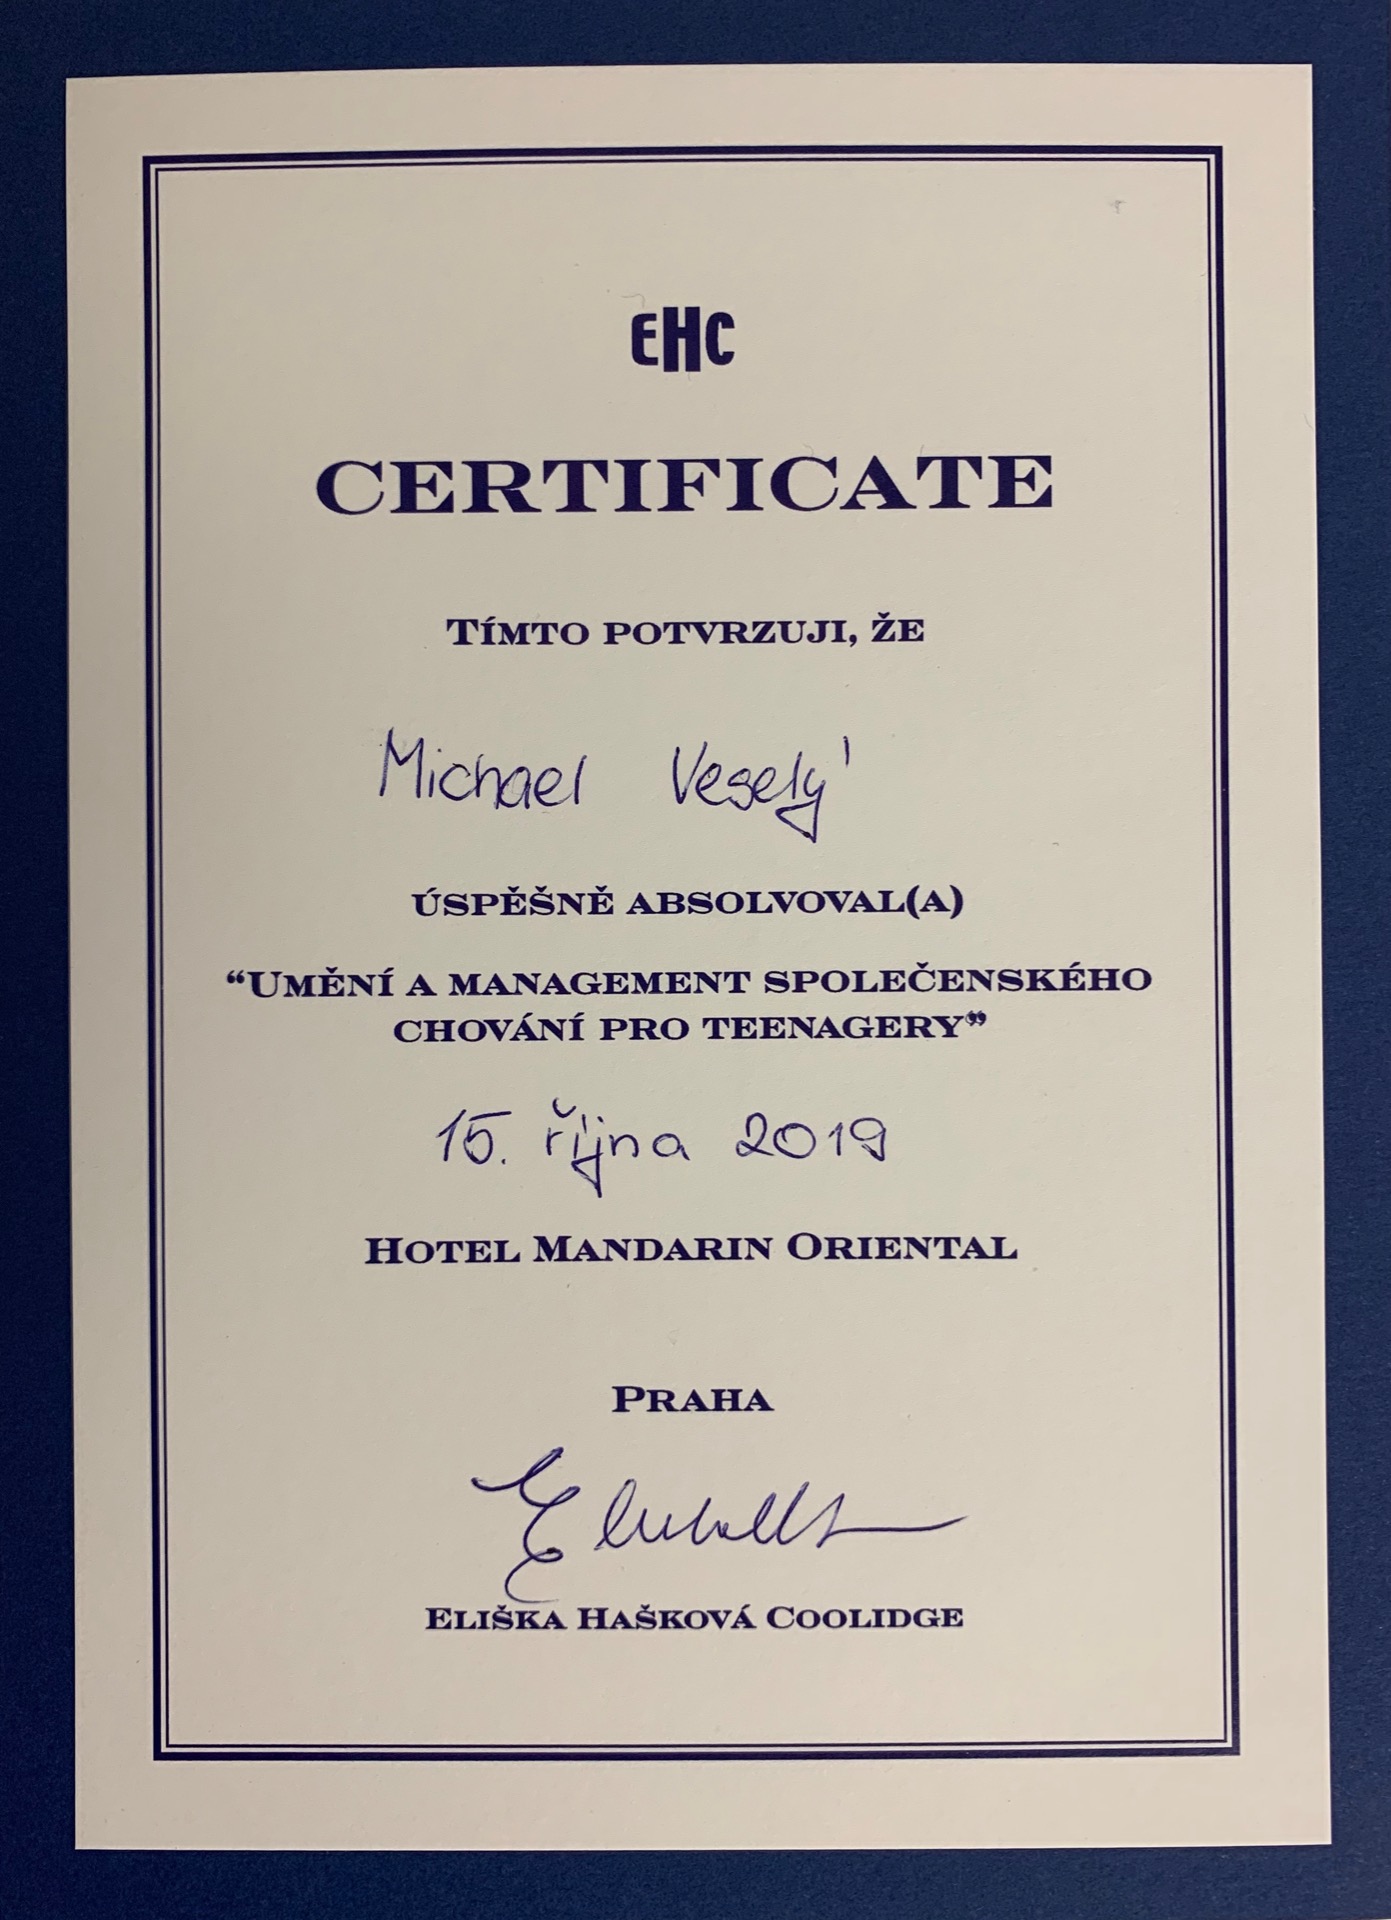 EHC
CERTIFICATE
TÍMTO POTVRZUJI, ŽE
Michael Veselý
ÚSPĚŠNĚ ABSOLVOVAL(A)
“UMĚNÍ A MANAGEMENT SPOLEČENSKÉHO
CHOVÁNÍ PRO TEENAGERY”
15. října 2019
HOTEL MANDARIN ORIENTAL
PRAHA
ELIŠKA HAŠKOVÁ COOLIDGE